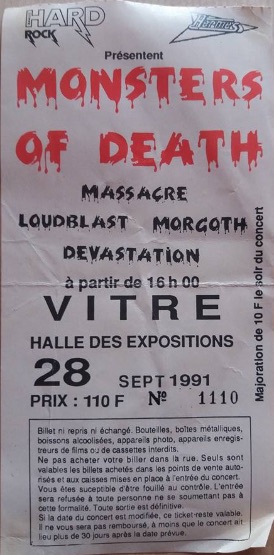 HARD
ROCK
HERMES
Présentent
MONSTERS
OF DEATH
MASSACRE
LOUDBLAST MORGOTH
DEVASTATION
à partir de 16 h 00
VITRE
HALLE DES EXPOSITIONS
28 SEPT 1991
PRIX : 110 F Nº 1110
Majoration de 10 F le soir du concert
Billet ni repris ni échangé. Bouteilles, boîtes métalliques,
boissons alcoolisées, appareils photo, appareils enregis-
treurs de films ou de cassettes interdits.
Ne pas acheter votre billet dans la rue. Seuls sont
valables les billets achetés dans les points de vente auto-
risés et aux caisses mises en place à l'entrée du concert.
Vous êtes suceptible d'être fouillé au contrôle. L'entrée
sera refusée à toute personne ne se soumettant pas à
cette formalité. Toute sortie est définitive.
Si la date du concert est modifiée, ce ticket reste valable.
Il ne vous sera pas remboursé, à moins que le concert ait
lieu plus de 30 jours après la date prévue.